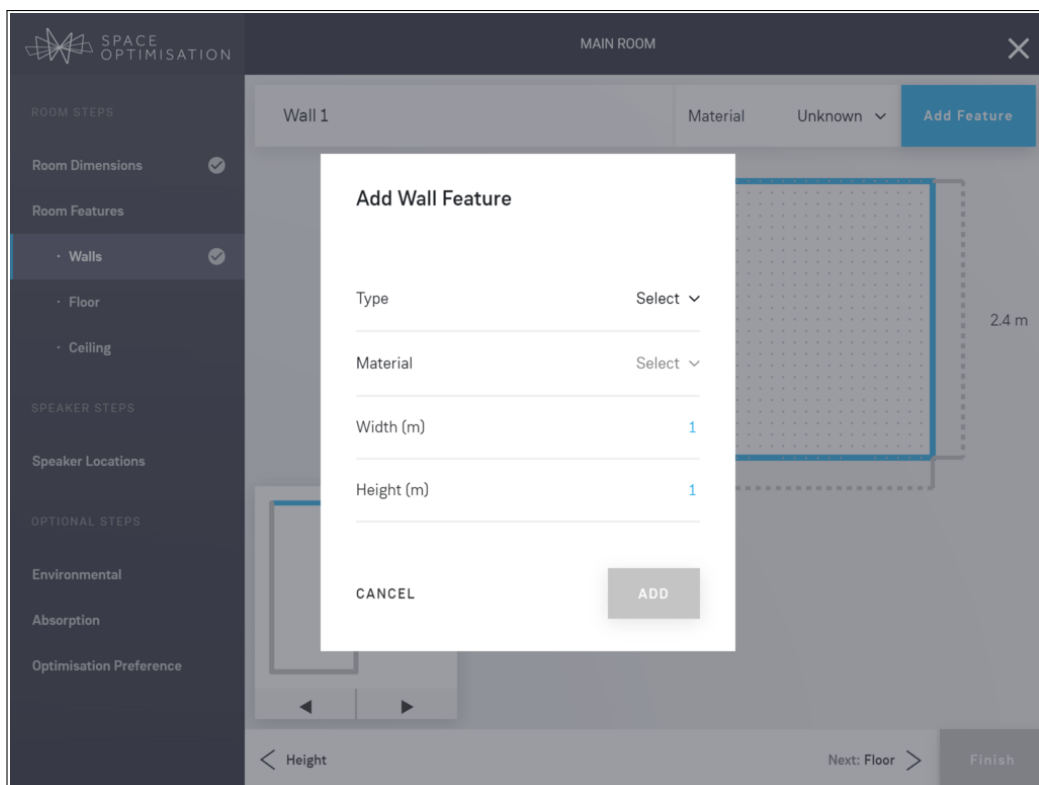 SPACE
OPTIMISATION
MAIN ROOM
ROOM STEPS
Room Dimensions
Room Features
· Walls
· Floor
· Ceiling
SPEAKER STEPS
Speaker Locations
OPTIONAL STEPS
Environmental
Absorption
Optimisation Preference
Wall 1
Material Unknown
Add Feature
Add Wall Feature
Type Select
Material Select
Width (m) 1
Height (m) 1
CANCEL ADD
2.4 m
Height
Next: Floor
Finish